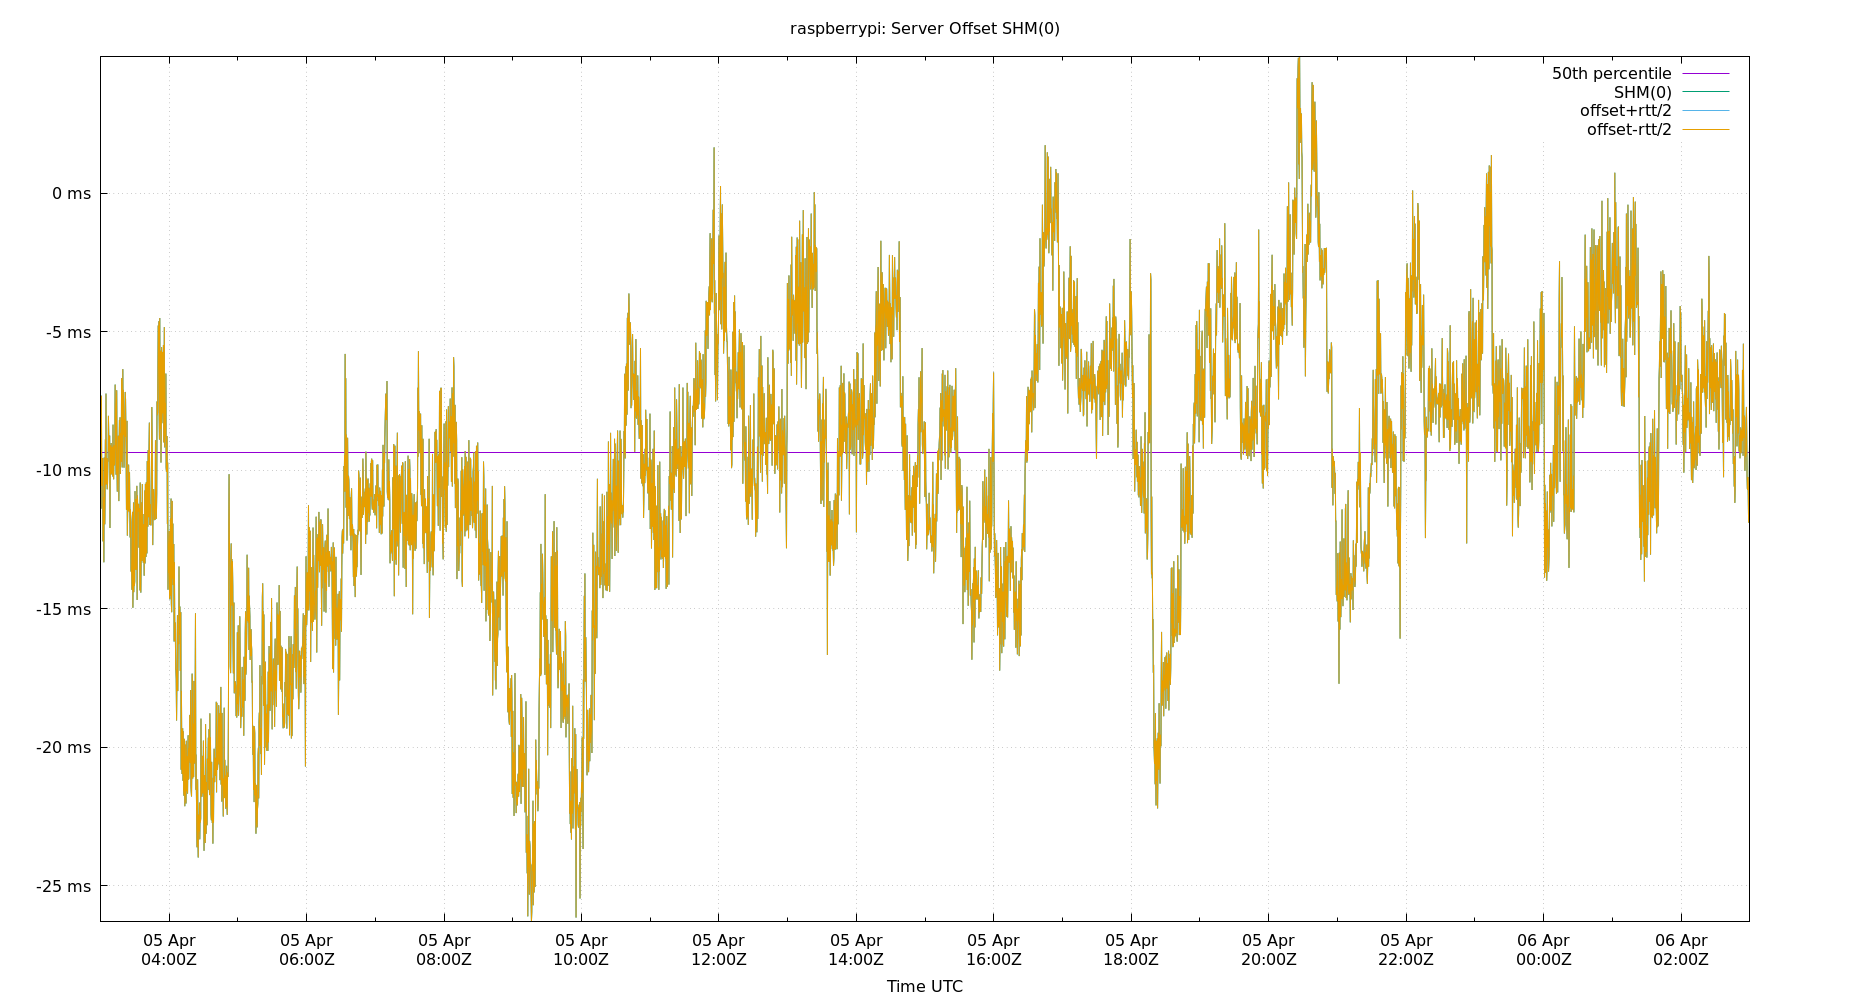 raspberrypi: Server Offset SHM(0)
50th percentile
SHM(0)
offset+rtt/2
offset-rtt/2
0 ms
-5 ms
-10 ms
-15 ms
-20 ms
-25 ms
05 Apr 05 Apr 05 Apr 05 Apr 05 Apr 05 Apr 05 Apr 05 Apr 05 Apr 05 Apr 06 Apr 06 Apr
04:00Z 06:00Z 08:00Z 10:00Z 12:00Z 14:00Z 16:00Z 18:00Z 20:00Z 22:00Z 00:00Z 02:00Z
Time UTC